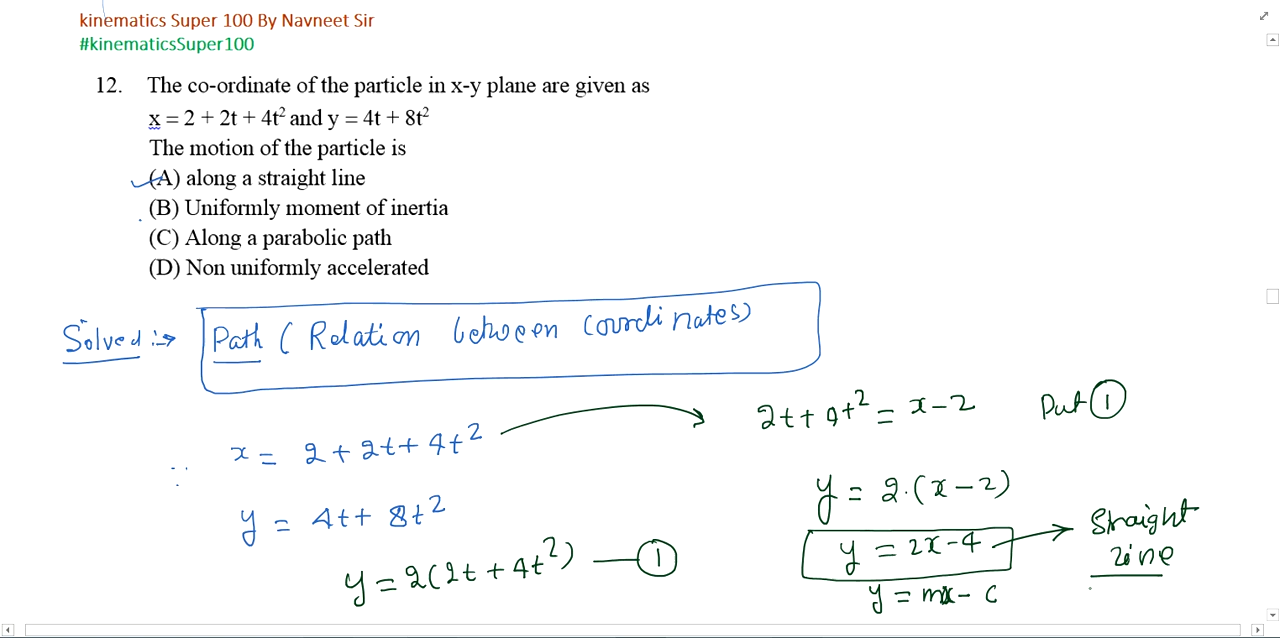 kinematics Super 100 By Navneet Sir
#kinematicsSuper100
12. The co-ordinate of the particle in x-y plane are given as
x = 2 + 2t + 4t² and y = 4t + 8t²
The motion of the particle is
(A) along a straight line
(B) Uniformly moment of inertia
(C) Along a parabolic path
(D) Non uniformly accelerated
Solved :→ Path ( Relation between Coordinates)
∵ x = 2 + 2t + 4t²
y = 4t + 8t²
y = 2(2t + 4t²) — ①
2t + 4t² = x - 2 Put ①
y = 2.(x - 2)
y = 2x - 4 → Straight line
y = mx - c